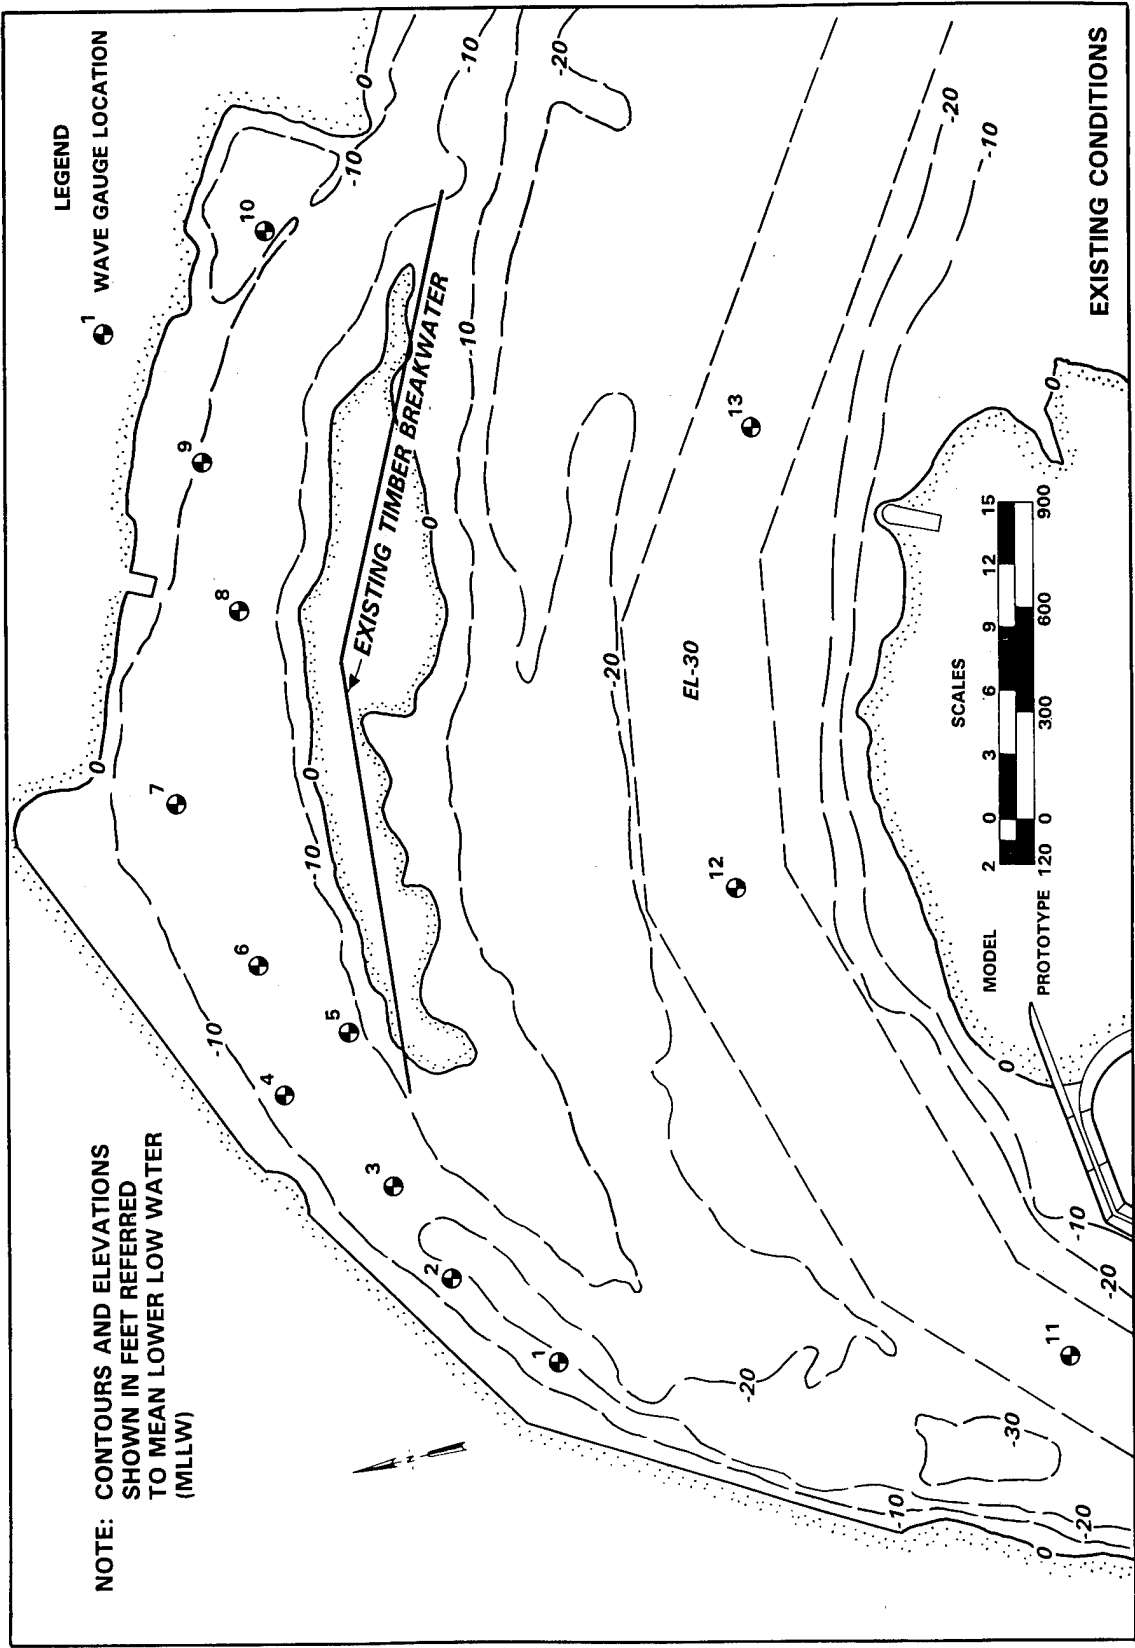 NOTE: CONTOURS AND ELEVATIONS
SHOWN IN FEET REFERRED
TO MEAN LOWER LOW WATER
(MLLW)
LEGEND
1 WAVE GAUGE LOCATION
0
7
10
0
-10
-10
-20
9
8
6
-10
4
5
3
2
1
0
-10
EXISTING TIMBER BREAKWATER
0
-10
-20
EL-30
13
12
11
-20
-30
-10
-20
0
-10
-20
0
0
-20
-10
SCALES
MODEL 2 0 3 6 9 12 15
PROTOTYPE 120 0 300 600 900
EXISTING CONDITIONS